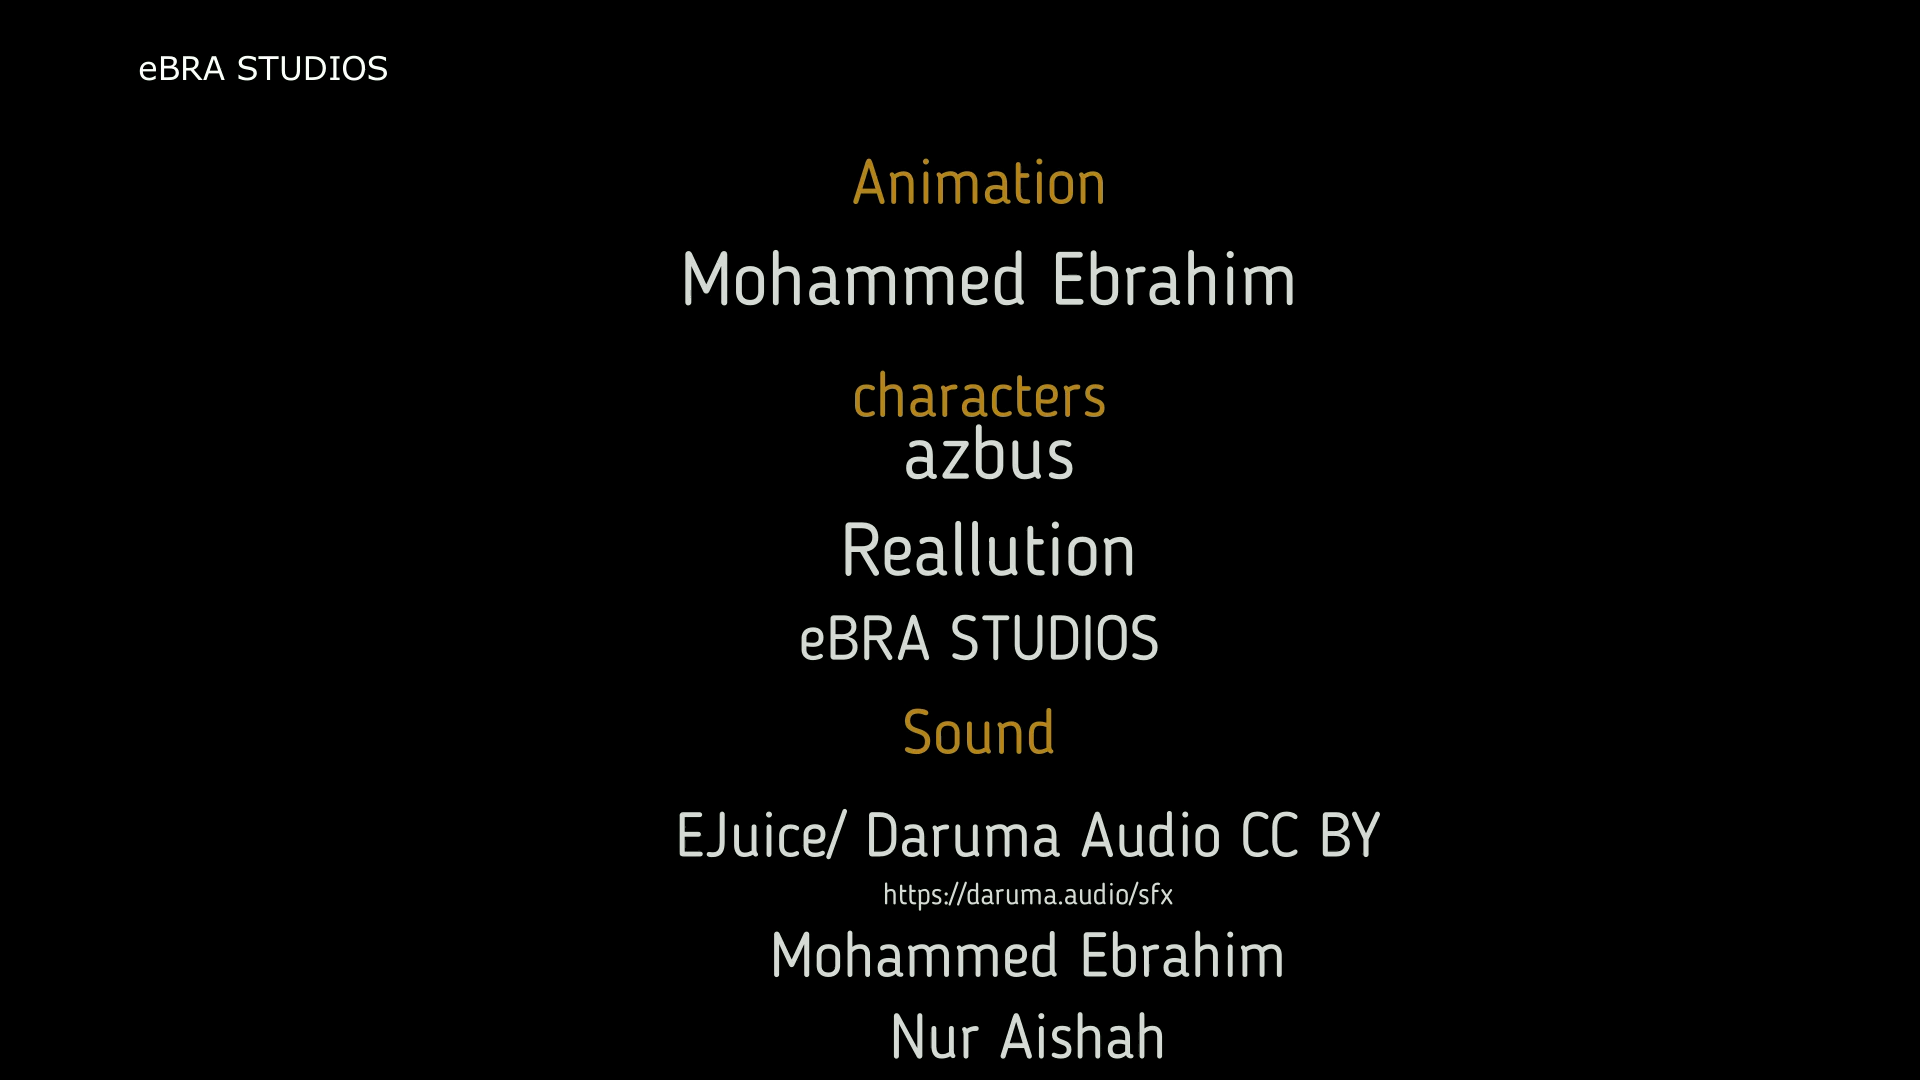 eBRA STUDIOS
Animation
Mohammed Ebrahim
characters
azbus
Reallution
eBRA STUDIOS
Sound
EJuice/ Daruma Audio CC BY
https://daruma.audio/sfx
Mohammed Ebrahim
Nur Aishah